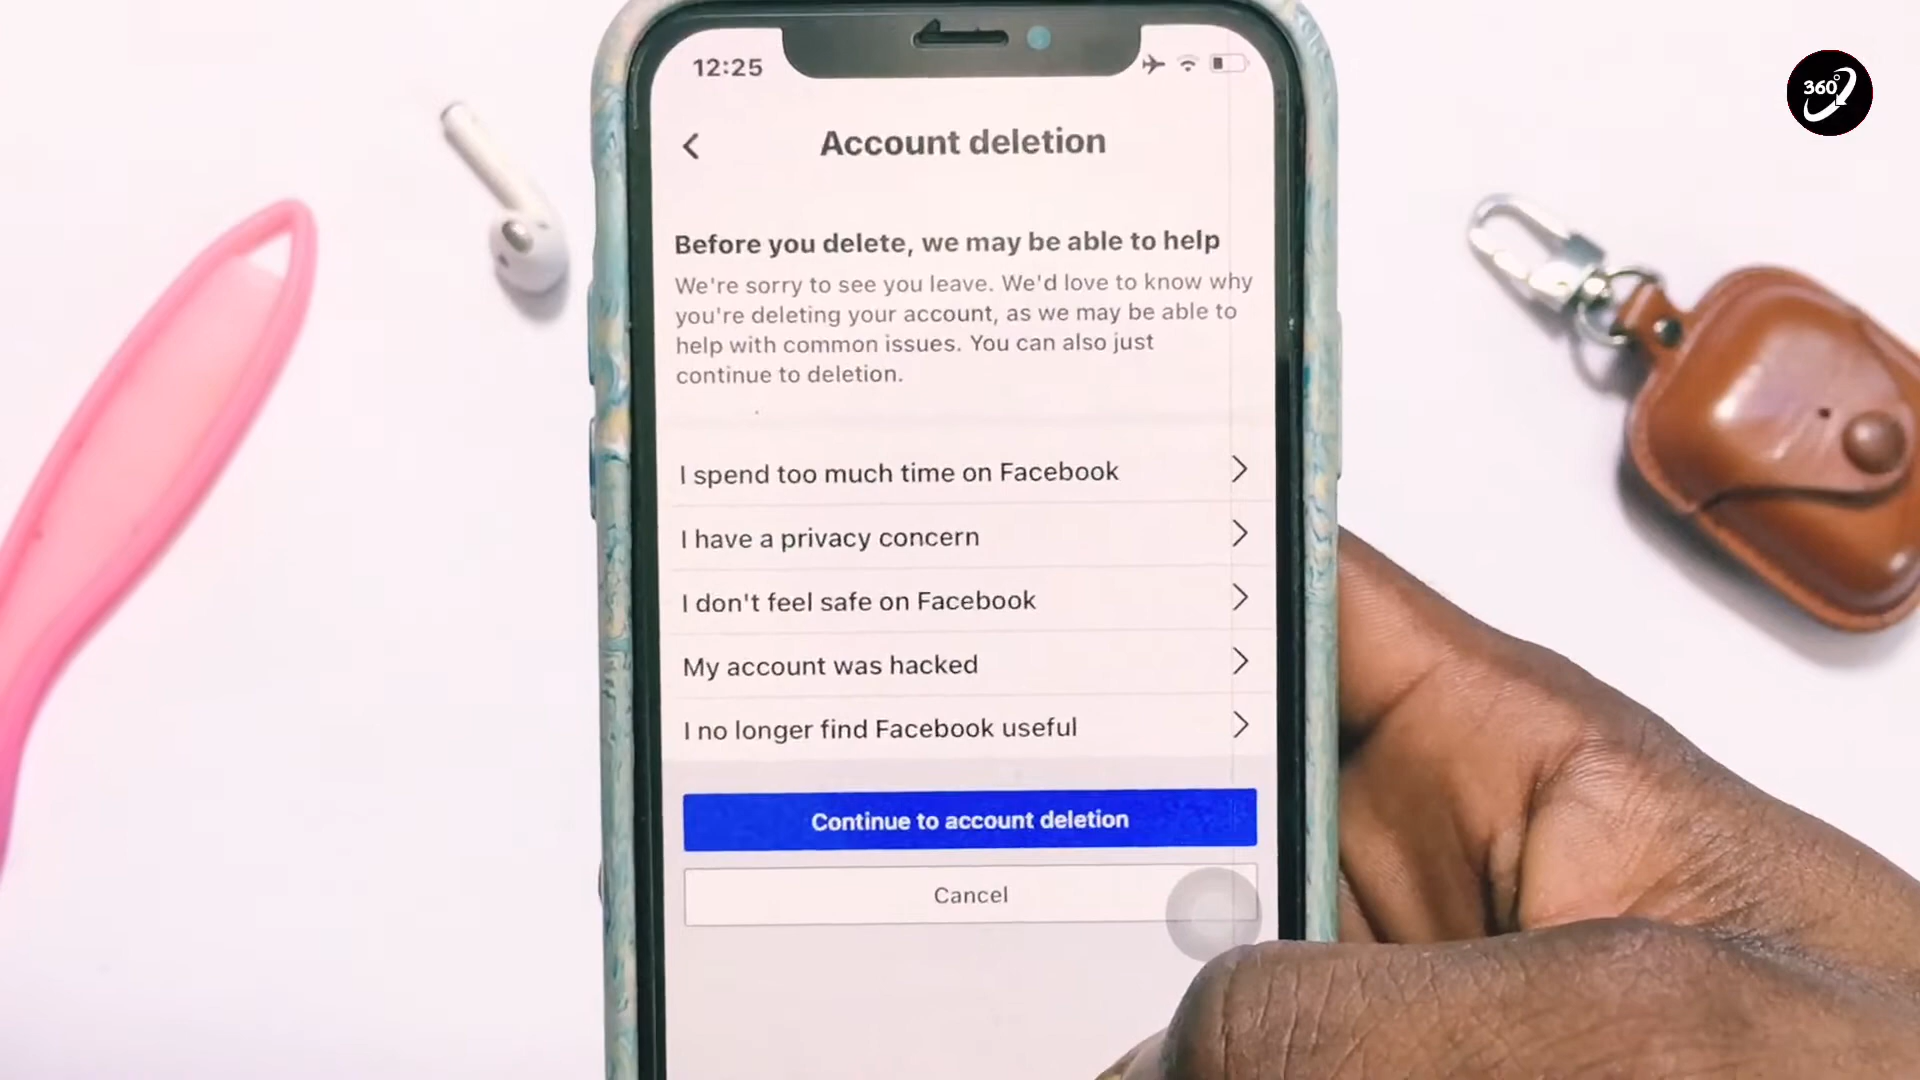 12:25
360°
Account deletion
Before you delete, we may be able to help
We're sorry to see you leave. We'd love to know why
you're deleting your account, as we may be able to
help with common issues. You can also just
continue to deletion.
I spend too much time on Facebook
I have a privacy concern
I don't feel safe on Facebook
My account was hacked
I no longer find Facebook useful
Continue to account deletion
Cancel